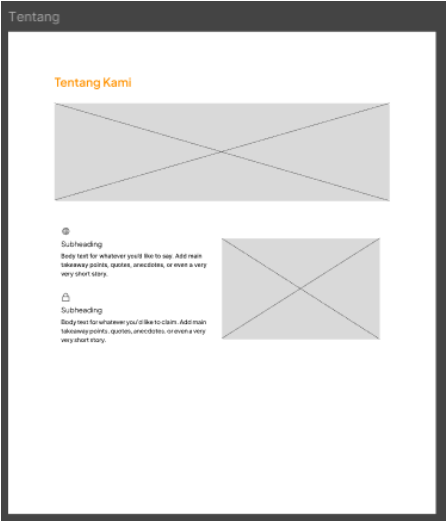 Tentang
Tentang Kami
Subheading
Body text for whatever you'd like to say. Add main
takeaway points, quotes, anecdotes, or even a very
very short story.
Subheading
Body text for whatever you'd like to claim. Add main
takeaway points, quotes, anecdotes, or even a very
very short story.